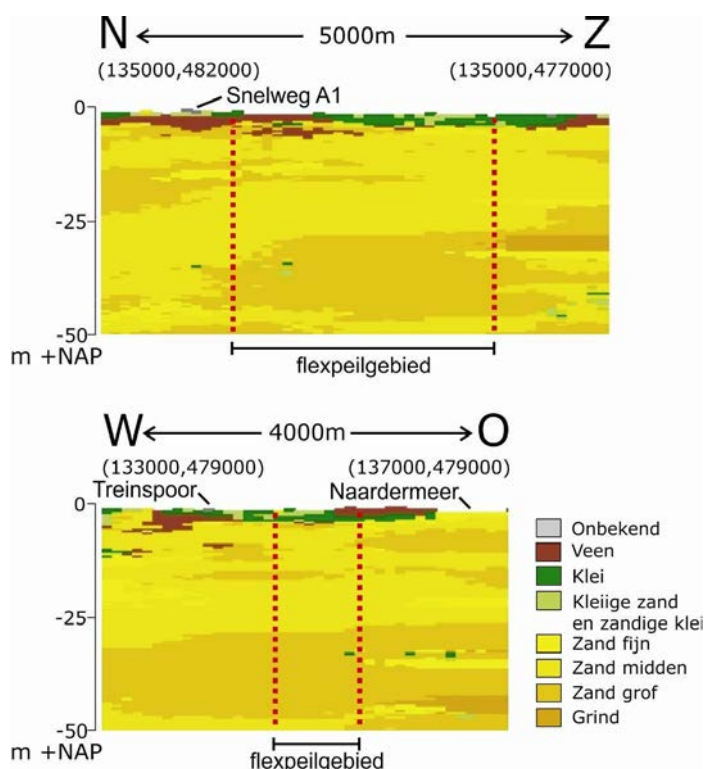 N 5000m Z
(135000,482000) (135000,477000)
Snelweg A1
0
-25
-50
m +NAP
flexpeilgebied
W 4000m O
(133000,479000) (137000,479000)
Treinspoor Naardermeer
0
-25
-50
m +NAP
flexpeilgebied
Onbekend
Veen
Klei
Kleiige zand
en zandige klei
Zand fijn
Zand midden
Zand grof
Grind